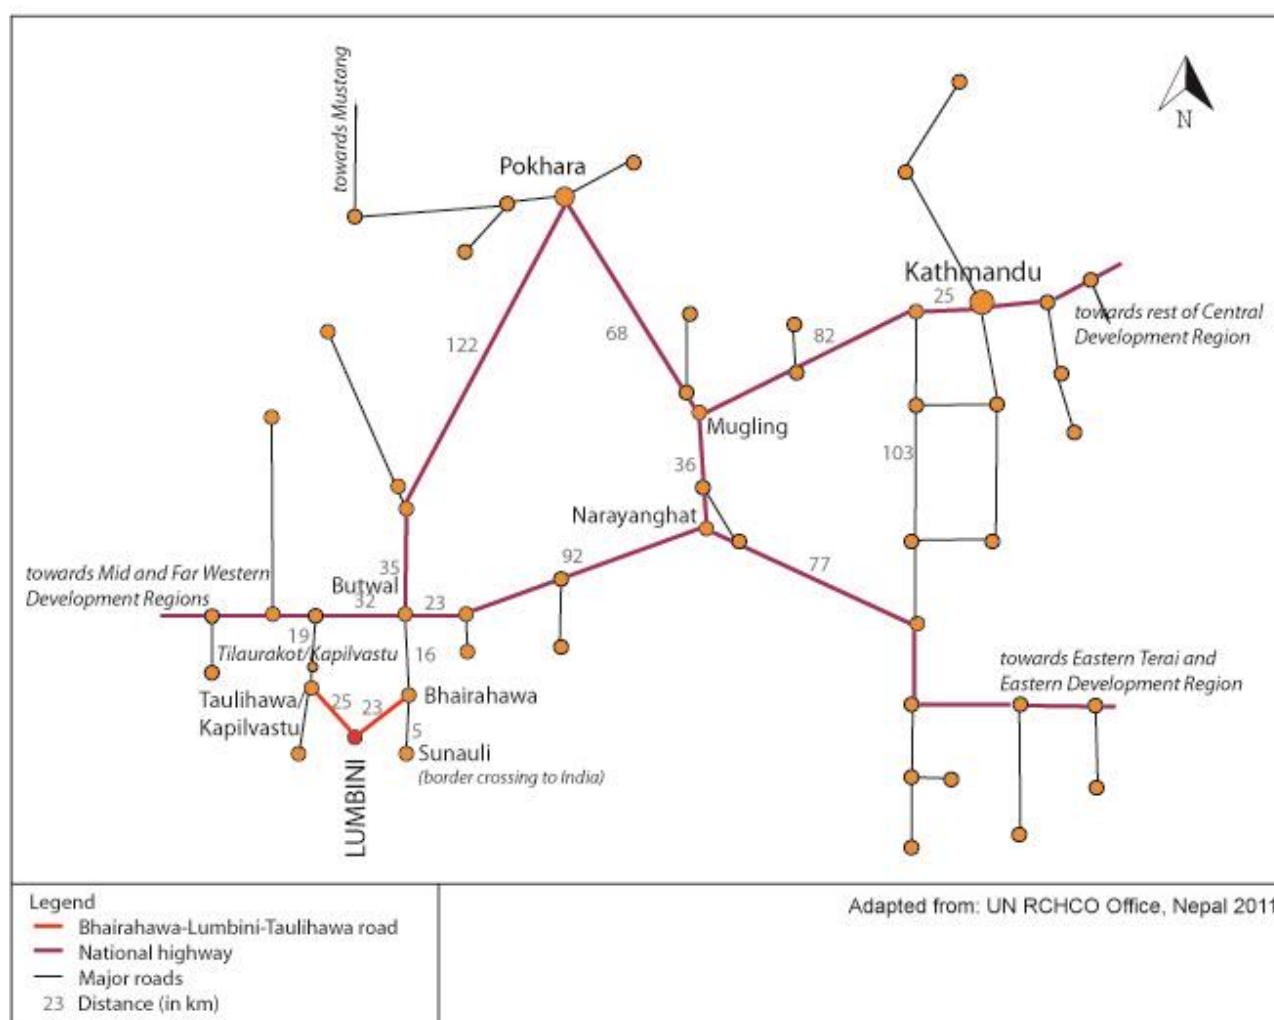 towards Mustang
Pokhara
Kathmandu
25
towards rest of Central
Development Region
122
68
82
Mugling
36
103
Narayanghat
92
77
35
towards Mid and Far Western
Development Regions
Butwal
32
23
19
Tilaurakot/Kapilvastu
16
towards Eastern Terai and
Eastern Development Region
Taulihawa/
Kapilvastu
25
23
Bhairahawa
5
Sunauli
(border crossing to India)
LUMBINI
N
Legend
Bhairahawa-Lumbini-Taulihawa road
National highway
Major roads
23 Distance (in km)
Adapted from: UN RCHCO Office, Nepal 2011